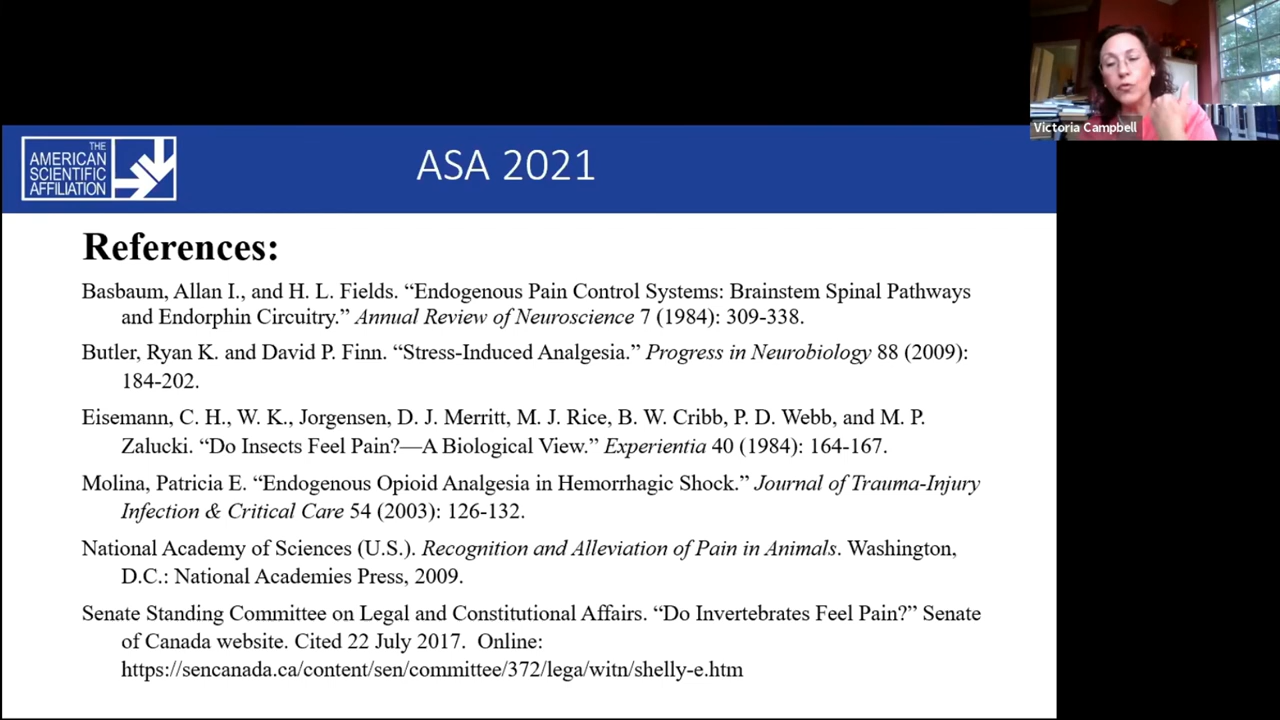 Victoria Campbell
THE
AMERICAN
SCIENTIFIC
AFFILIATION
ASA 2021
References:
Basbaum, Allan I., and H. L. Fields. “Endogenous Pain Control Systems: Brainstem Spinal Pathways
and Endorphin Circuitry.” Annual Review of Neuroscience 7 (1984): 309-338.
Butler, Ryan K. and David P. Finn. “Stress-Induced Analgesia.” Progress in Neurobiology 88 (2009):
184-202.
Eisemann, C. H., W. K., Jorgensen, D. J. Merritt, M. J. Rice, B. W. Cribb, P. D. Webb, and M. P.
Zalucki. “Do Insects Feel Pain?—A Biological View.” Experientia 40 (1984): 164-167.
Molina, Patricia E. “Endogenous Opioid Analgesia in Hemorrhagic Shock.” Journal of Trauma-Injury
Infection & Critical Care 54 (2003): 126-132.
National Academy of Sciences (U.S.). Recognition and Alleviation of Pain in Animals. Washington,
D.C.: National Academies Press, 2009.
Senate Standing Committee on Legal and Constitutional Affairs. “Do Invertebrates Feel Pain?” Senate
of Canada website. Cited 22 July 2017.  Online:
https://sencanada.ca/content/sen/committee/372/lega/witn/shelly-e.htm